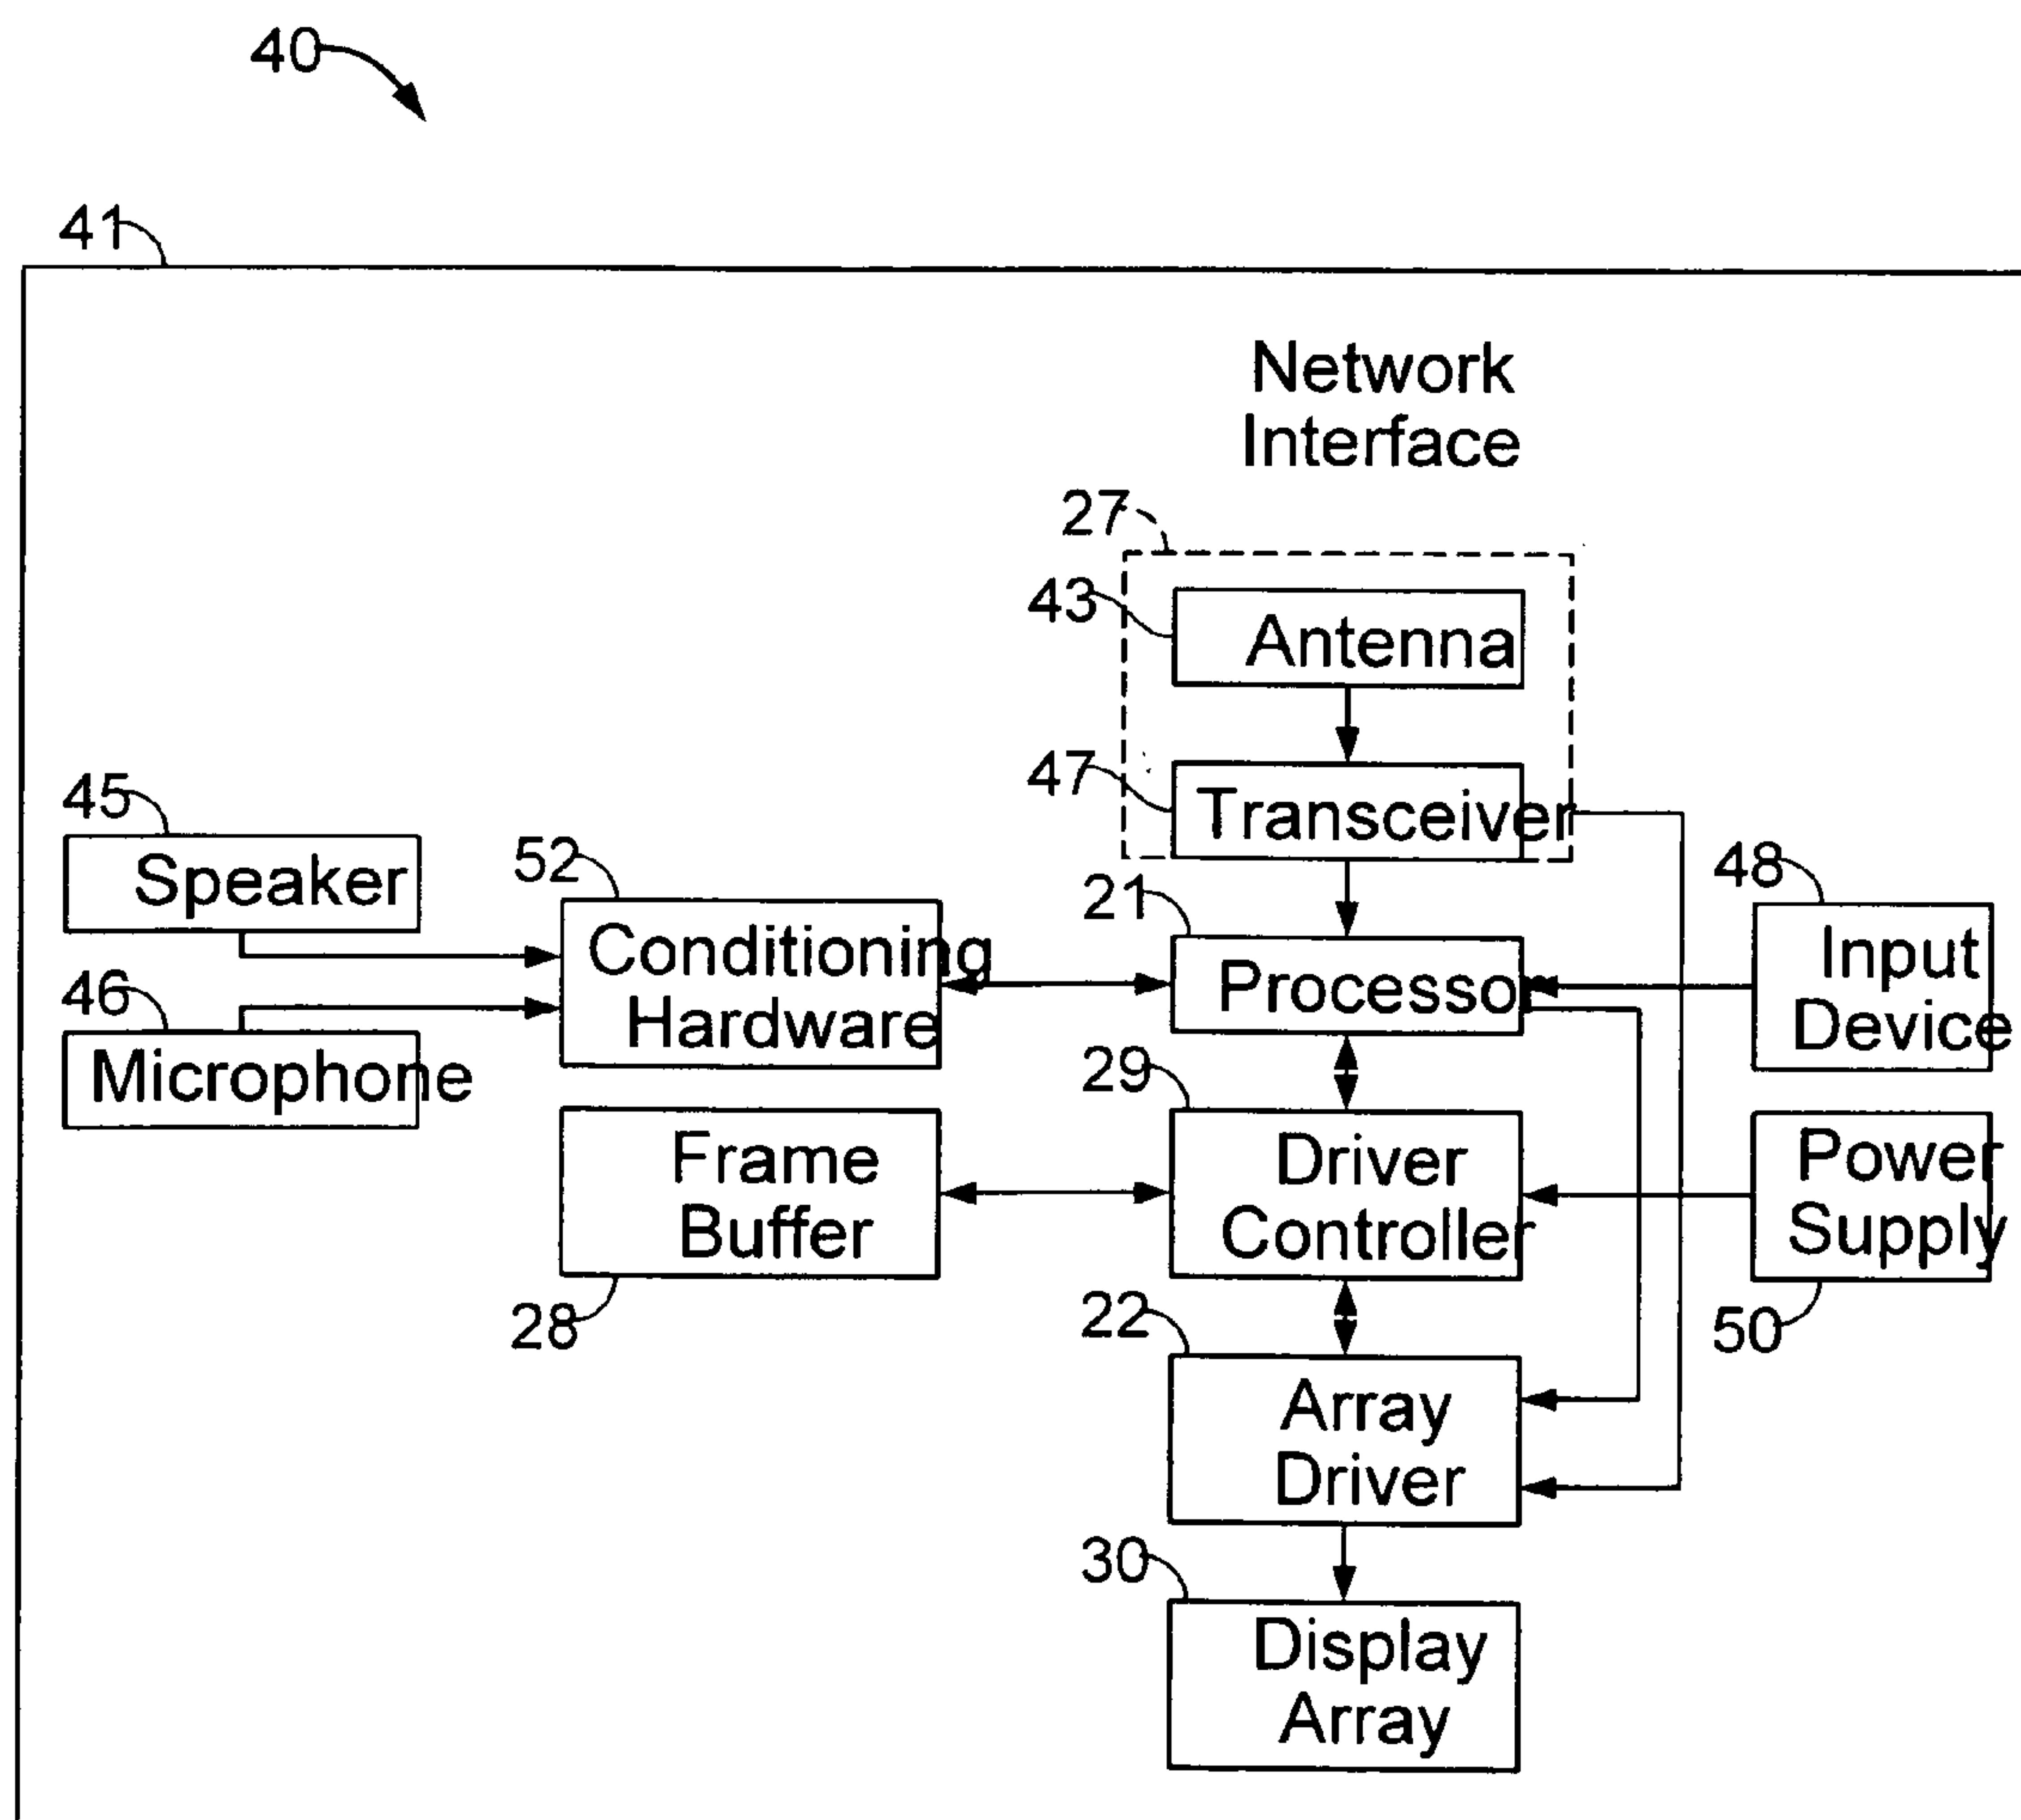 40
41
Network
Interface
27
43
Antenna
47
Transceiver
45
Speaker
52
Conditioning
Hardware
21
Processor
48
Input
Device
46
Microphone
29
Driver
Controller
Frame
Buffer
28
Power
Supply
50
22
Array
Driver
30
Display
Array